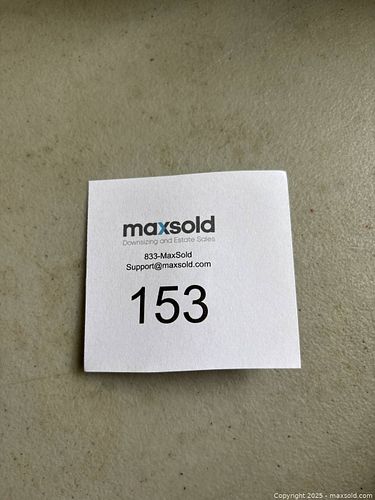 maxsold
Downsizing and Estate Sales
833-MaxSold
Support@maxsold.com
153
Copyright 2025 - maxsold.com